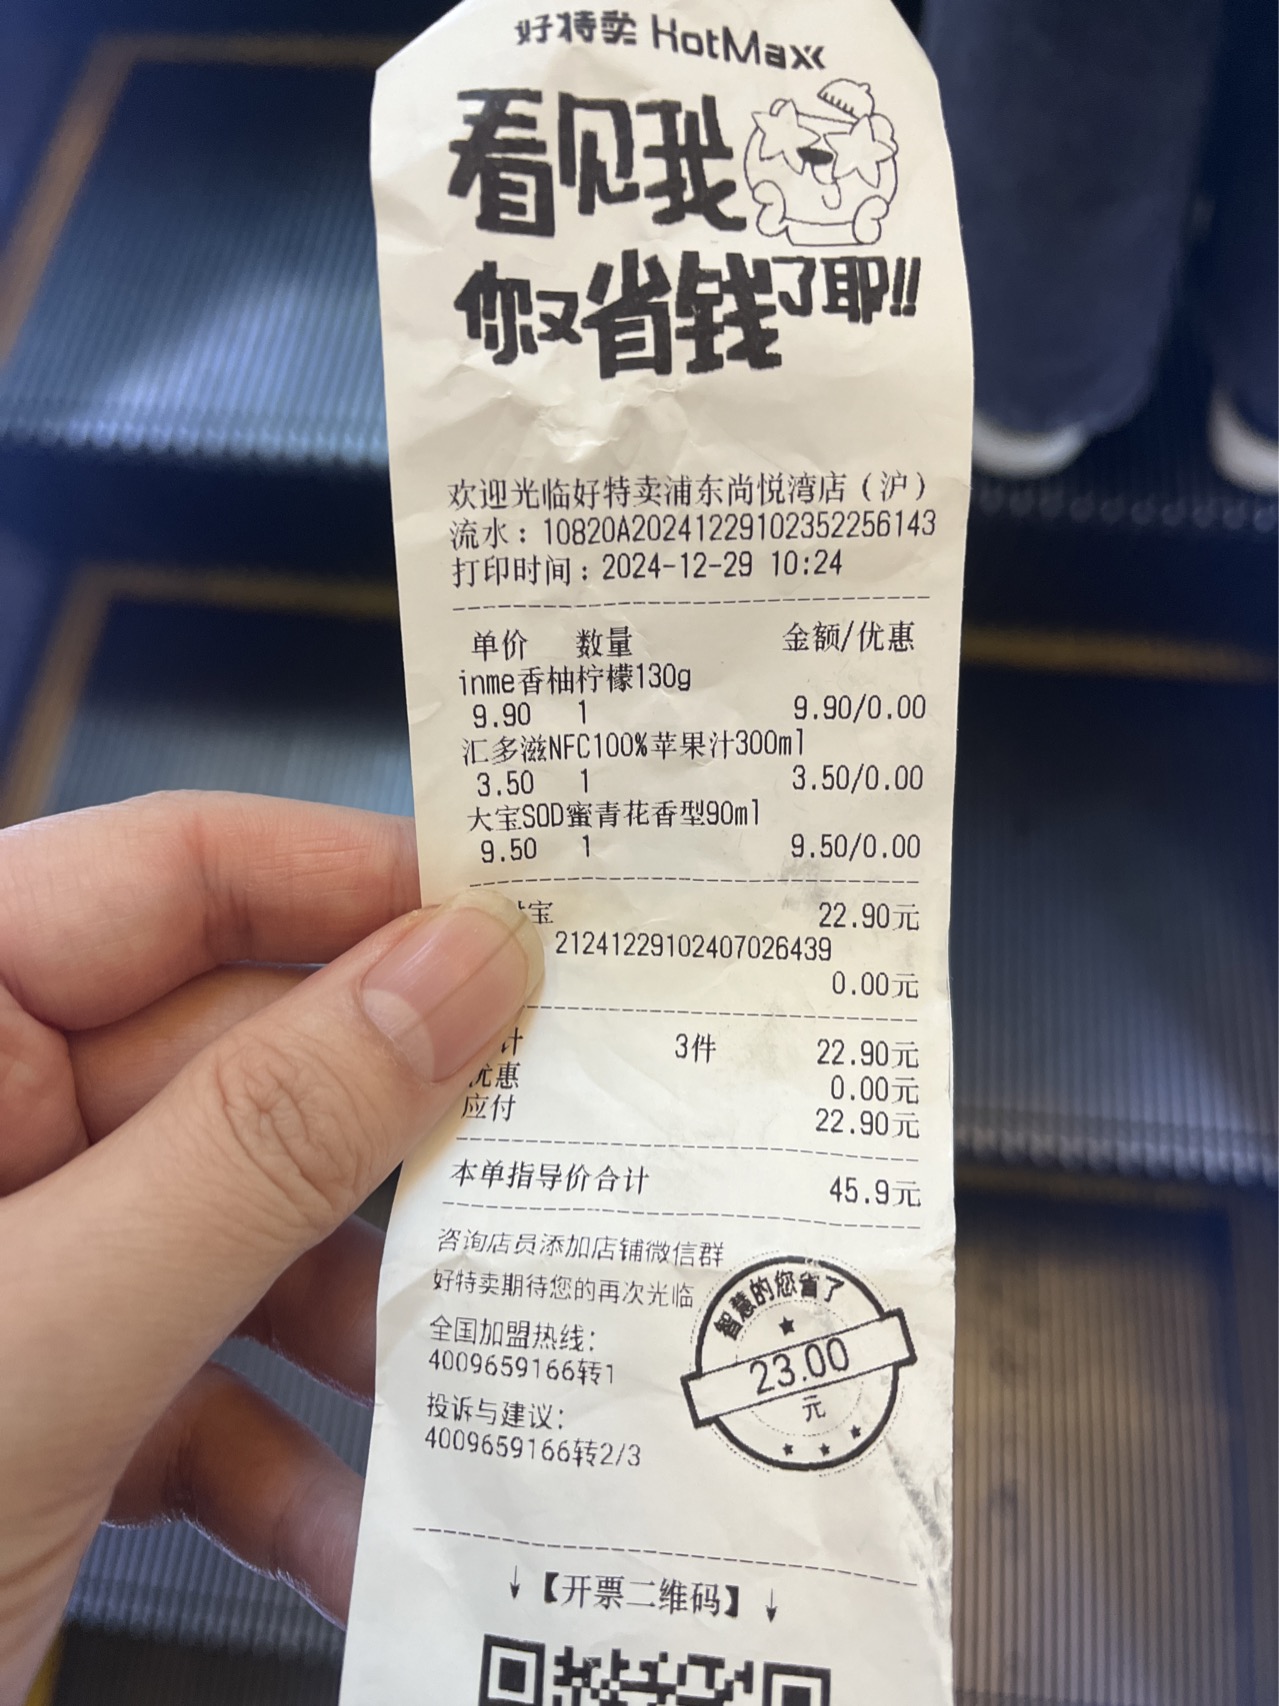 好特卖 HotMaxx
看见我
你又省钱了耶!!
欢迎光临好特卖浦东尚悦湾店（沪）
流水：10820A20241229102352256143
打印时间：2024-12-29 10:24
单价 数量 金额/优惠
inme香柚柠檬130g
9.90 1 9.90/0.00
汇多滋NFC100%苹果汁300ml
3.50 1 3.50/0.00
大宝SOD蜜青花香型90ml
9.50 1 9.50/0.00
宝 22.90元
21241229102407026439
0.00元
计 3件 22.90元
优惠 0.00元
应付 22.90元
本单指导价合计 45.9元
咨询店员添加店铺微信群
好特卖期待您的再次光临
全国加盟热线：
4009659166转1
投诉与建议：
4009659166转2/3
智慧的您省了
23.00
元
↓【开票二维码】↓